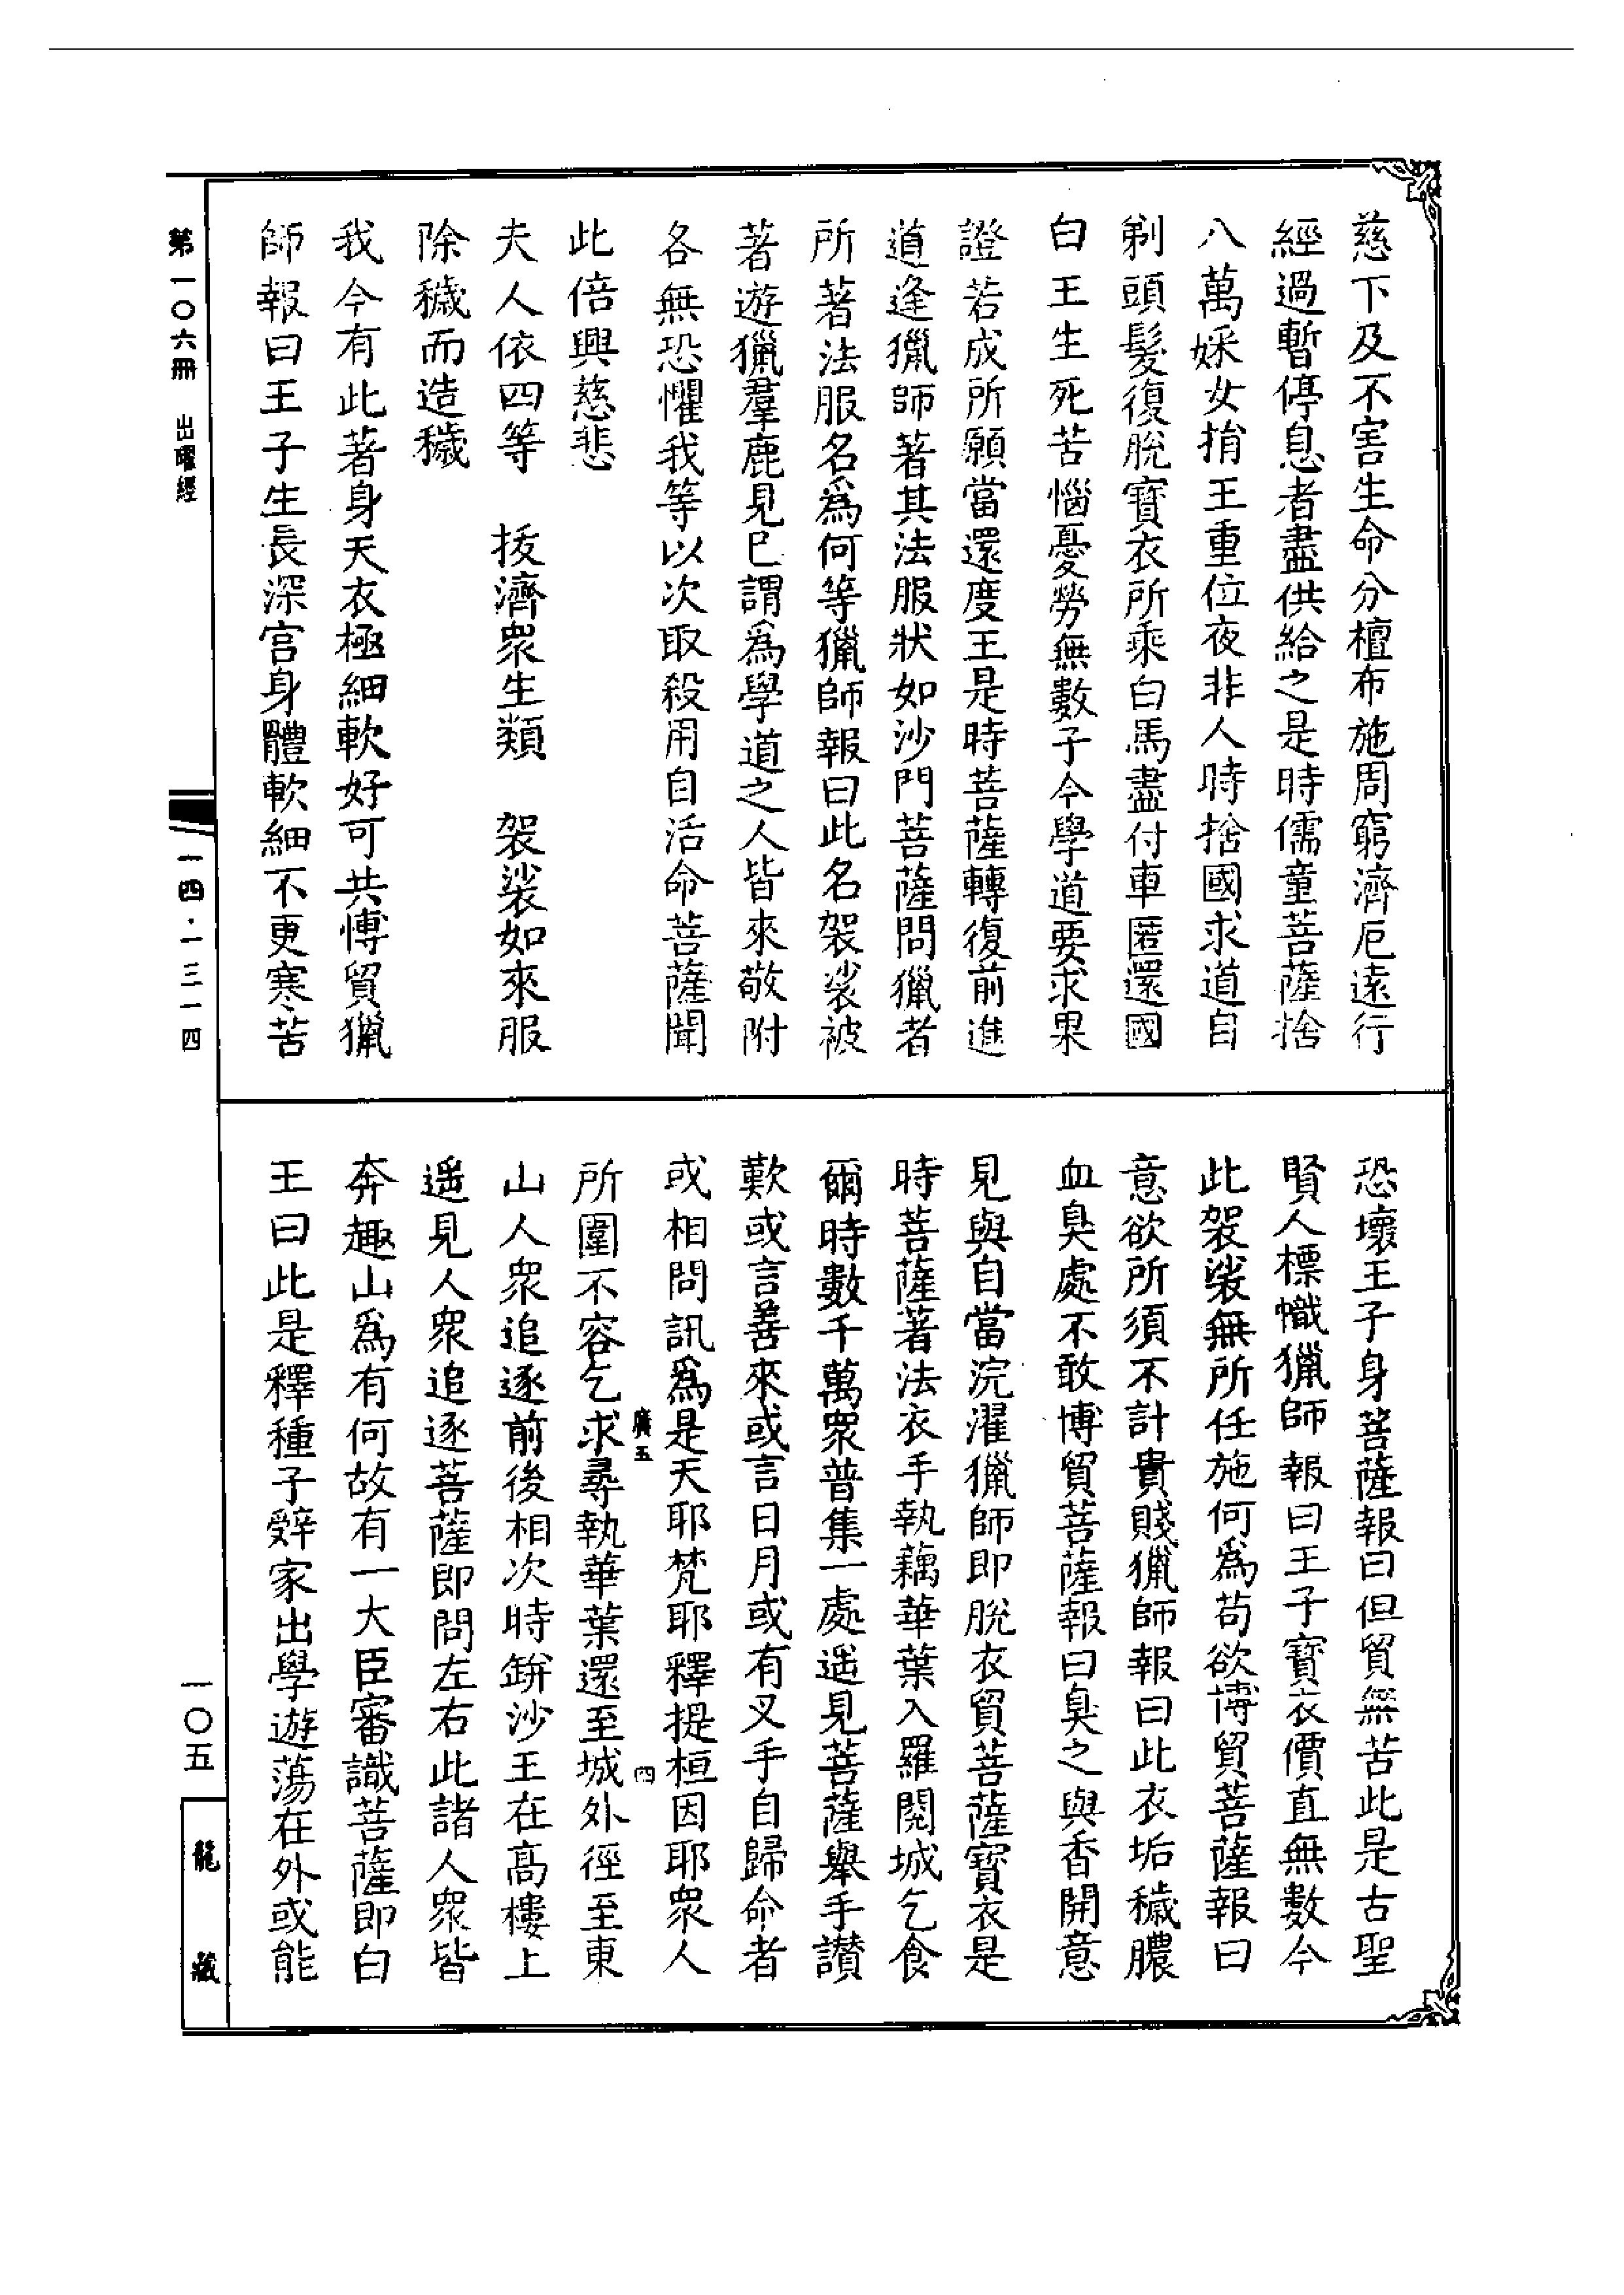 慈下及不害生命分檀布施周窮濟厄遠行
經過暫停息者盡供給之是時儒童菩薩捨
八萬婇女捐王重位夜非人時捨國求道自
剃頭髮復脫寶衣所乘白馬盡付車匿還國
白王生死苦惱憂勞無數子今學道要求果
證若成所願當還度王是時菩薩轉復前進
道逢獵師著其法服狀如沙門菩薩問獵者
所著法服名爲何等獵師報曰此名袈裟被
著遊獵羣鹿見已謂爲學道之人皆來敬附
各無恐懼我等以次取殺用自活命菩薩聞
此倍興慈悲
夫人依四等　拔濟衆生類　袈裟如來服
除穢而造穢
我今有此著身天衣極細軟好可共慱貿獵
師報曰王子生長深宮身體軟細不更寒苦
恐壞王子身菩薩報曰但貿無苦此是古聖
賢人標幟獵師報曰王子寶衣價直無數今
此袈裟無所任施何爲茍欲博貿菩薩報曰
意欲所須不計貴賤獵師報曰此衣垢穢膿
血臭處不敢博貿菩薩報曰臭之與香開意
見與自當浣濯獵師即脫衣貿菩薩寶衣是
時菩薩著法衣手執藕華葉入羅閱城乞食
爾時數千萬衆普集一處遥見菩薩舉手讃
歎或言善來或言日月或有叉手自歸命者
或相問訊爲是天耶梵耶釋提桓因耶衆人
廣五
四
所圍不容乞求尋執華葉還至城外徑至東
山人衆追逐前後相次時缾沙王在高樓上
遥見人衆追逐菩薩即問左右此諸人衆皆
奔趣山爲有何故有一大臣審識菩薩即白
王曰此是釋種子辤家出學遊蕩在外或能
第一〇六冊　出曜經
一四·一三一四
一〇五
龍藏